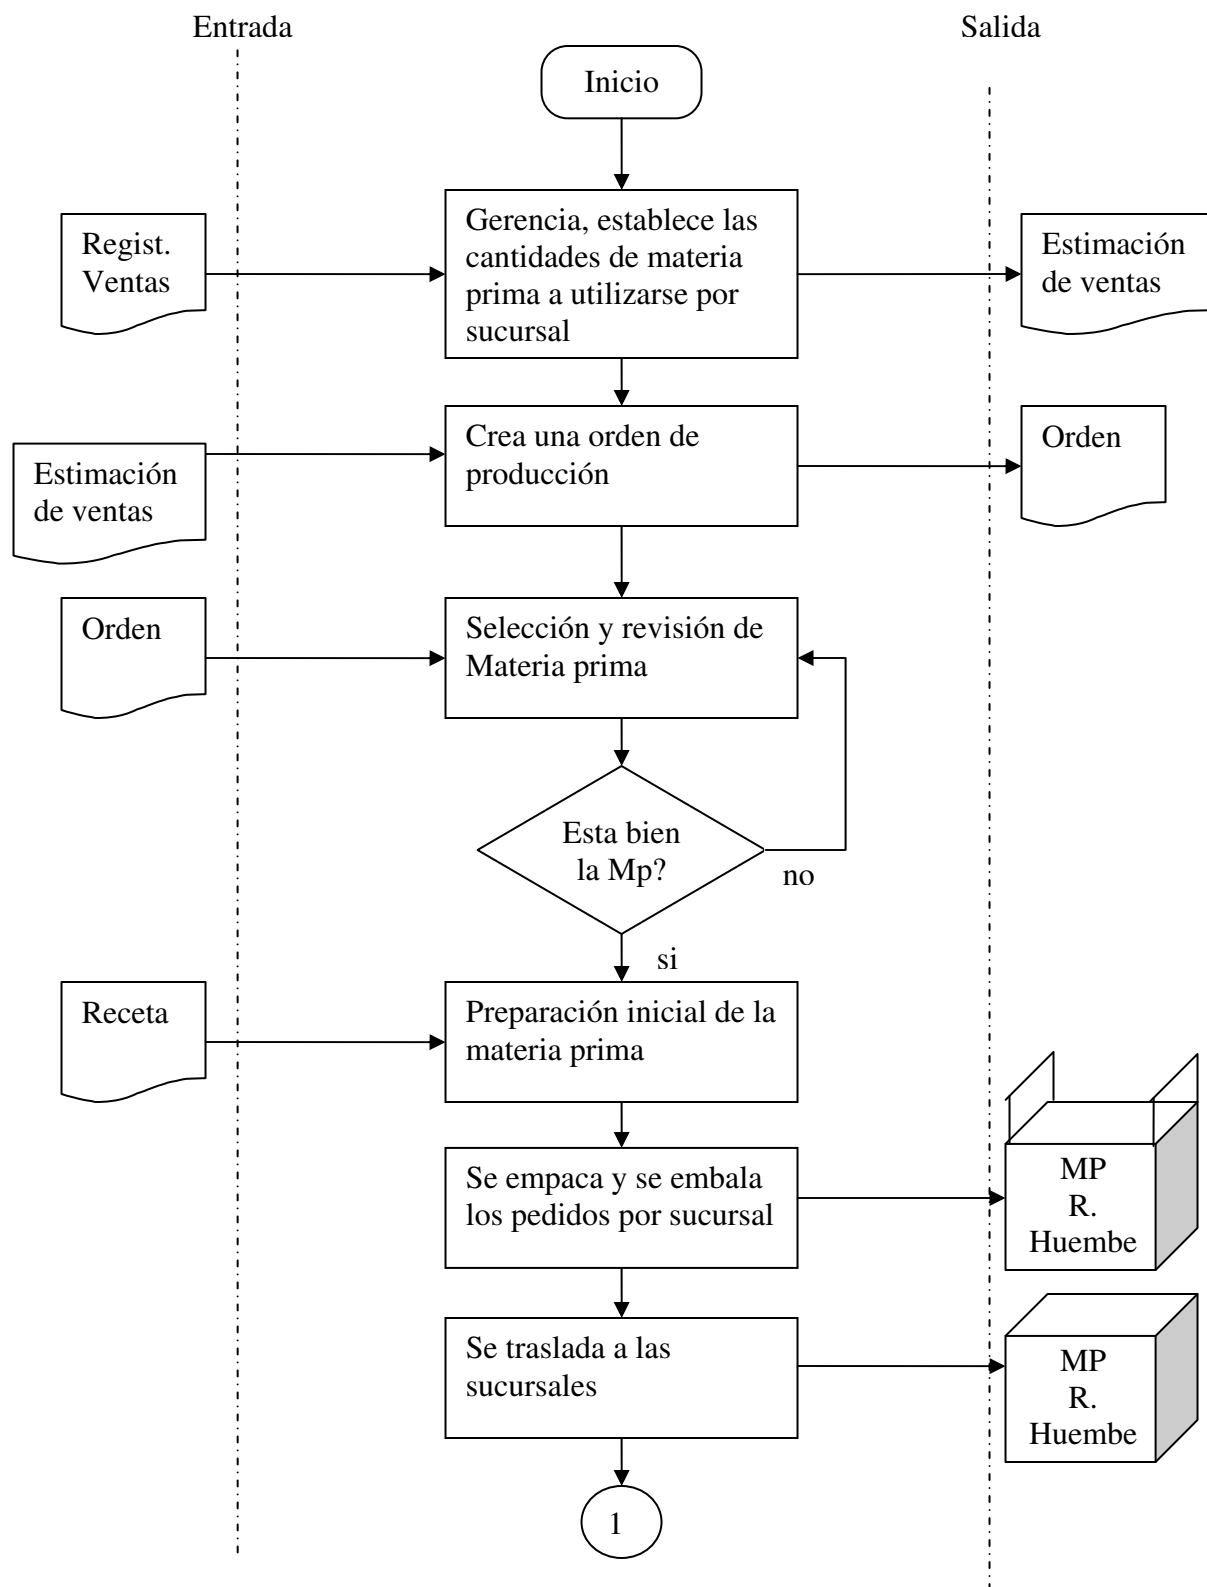 Entrada
Salida
Inicio
Regist.
Ventas
Gerencia, establece las
cantidades de materia
prima a utilizarse por
sucursal
Estimación
de ventas
Estimación
de ventas
Crea una orden de
producción
Orden
Orden
Selección y revisión de
Materia prima
Esta bien
la Mp?
no
si
Receta
Preparación inicial de la
materia prima
Se empaca y se embala
los pedidos por sucursal
MP
R.
Huembe
Se traslada a las
sucursales
MP
R.
Huembe
1